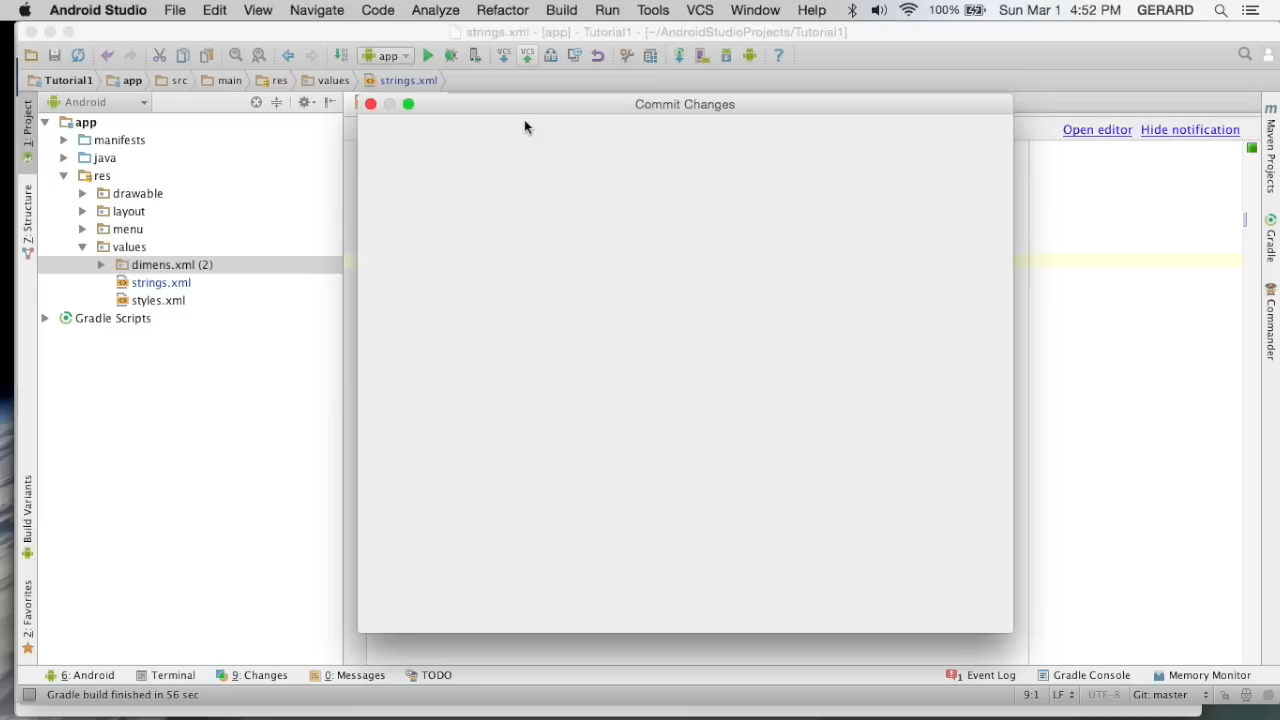 Android Studio File Edit View Navigate Code Analyze Refactor Build Run Tools VCS Window Help 100% Sun Mar 1 4:52 PM GERARD
strings.xml - [app] - Tutorial1 - [~/AndroidStudioProjects/Tutorial1]
app VCS VCS ?
Tutorial1 app src main res values strings.xml
Android
Commit Changes
Open editor Hide notification
1: Project
Z: Structure
Build Variants
2: Favorites
app
manifests
java
res
drawable
layout
menu
values
dimens.xml (2)
strings.xml
styles.xml
Gradle Scripts
m Maven Projects
Gradle
Commander
6: Android Terminal 9: Changes 0: Messages TODO 1 Event Log Gradle Console Memory Monitor
Gradle build finished in 56 sec 9:1 LF UTF-8 Git: master